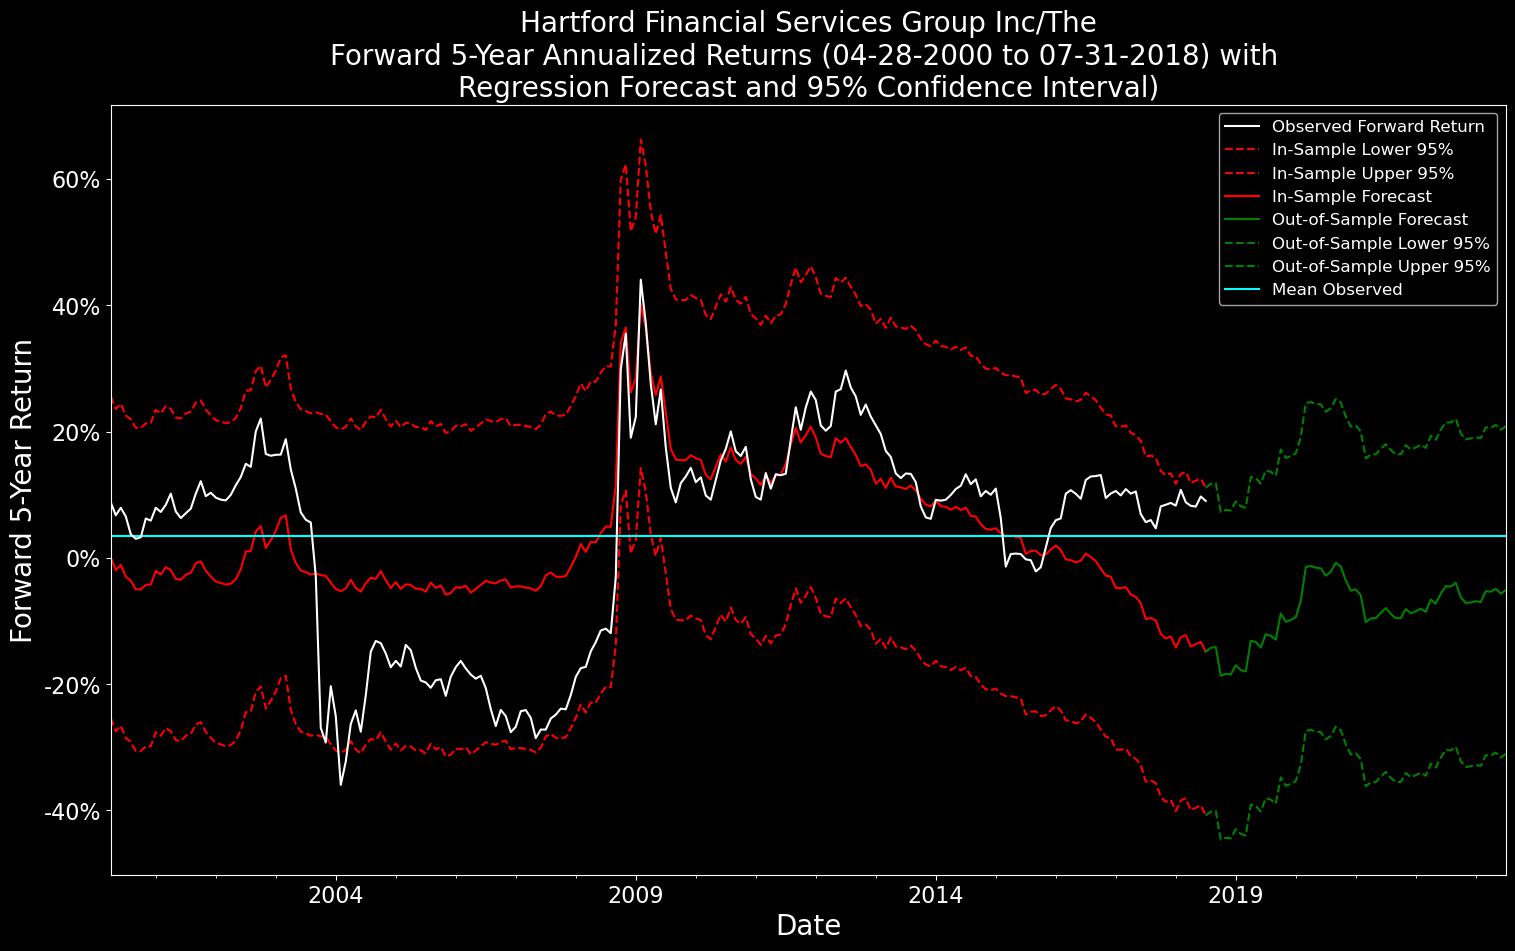 Hartford Financial Services Group Inc/The
Forward 5-Year Annualized Returns (04-28-2000 to 07-31-2018) with
Regression Forecast and 95% Confidence Interval)
Observed Forward Return
In-Sample Lower 95%
In-Sample Upper 95%
In-Sample Forecast
Out-of-Sample Forecast
Out-of-Sample Lower 95%
Out-of-Sample Upper 95%
Mean Observed
Forward 5-Year Return
60%
40%
20%
0%
-20%
-40%
2004
2009
2014
2019
Date